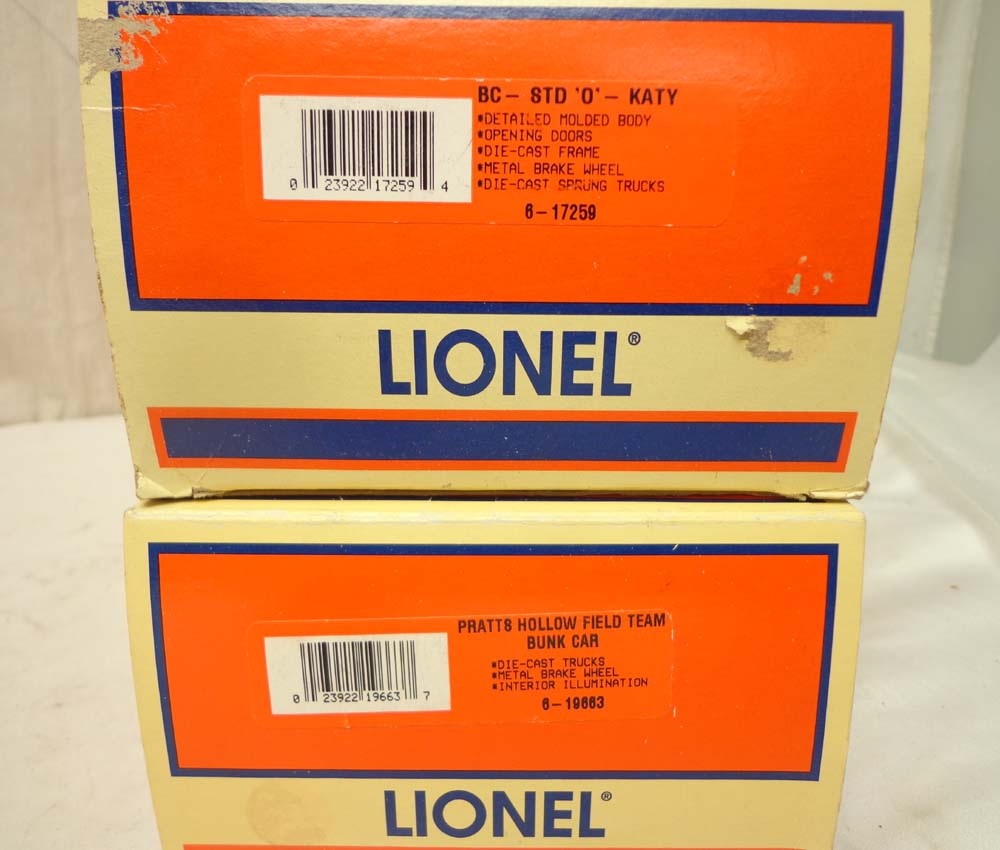 BC- STD 'O'- KATY
*DETAILED MOLDED BODY
*OPENING DOORS
*DIE-CAST FRAME
*METAL BRAKE WHEEL
*DIE-CAST SPRUNG TRUCKS
6-17259
0 23922 17259 4
LIONEL®
PRATTS HOLLOW FIELD TEAM
BUNK CAR
*DIE-CAST TRUCKS
*METAL BRAKE WHEEL
*INTERIOR ILLUMINATION
6-19663
0 23922 19663 7
LIONEL®